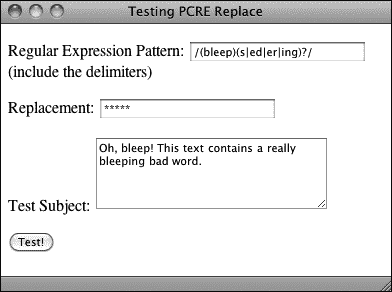 Testing PCRE Replace
Regular Expression Pattern: /(bleep)(s|ed|er|ing)?/
(include the delimiters)
Replacement: *****
Oh, bleep! This text contains a really
bleeping bad word.
Test Subject:
Test!